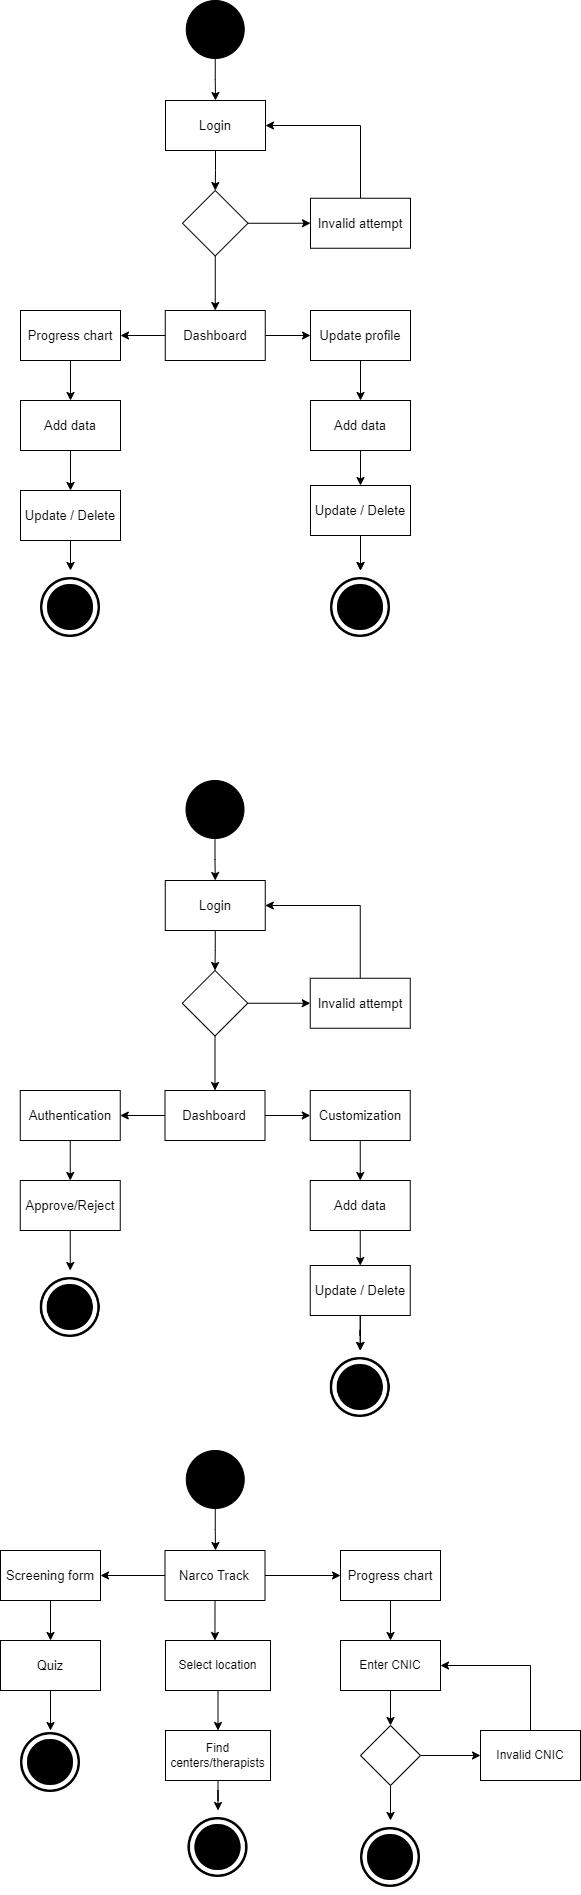 Login
Invalid attempt
Progress chart
Dashboard
Update profile
Add data
Add data
Update / Delete
Update / Delete
Login
Invalid attempt
Authentication
Dashboard
Customization
Approve/Reject
Add data
Update / Delete
Screening form
Narco Track
Progress chart
Quiz
Select location
Enter CNIC
Find
centers/therapists
Invalid CNIC